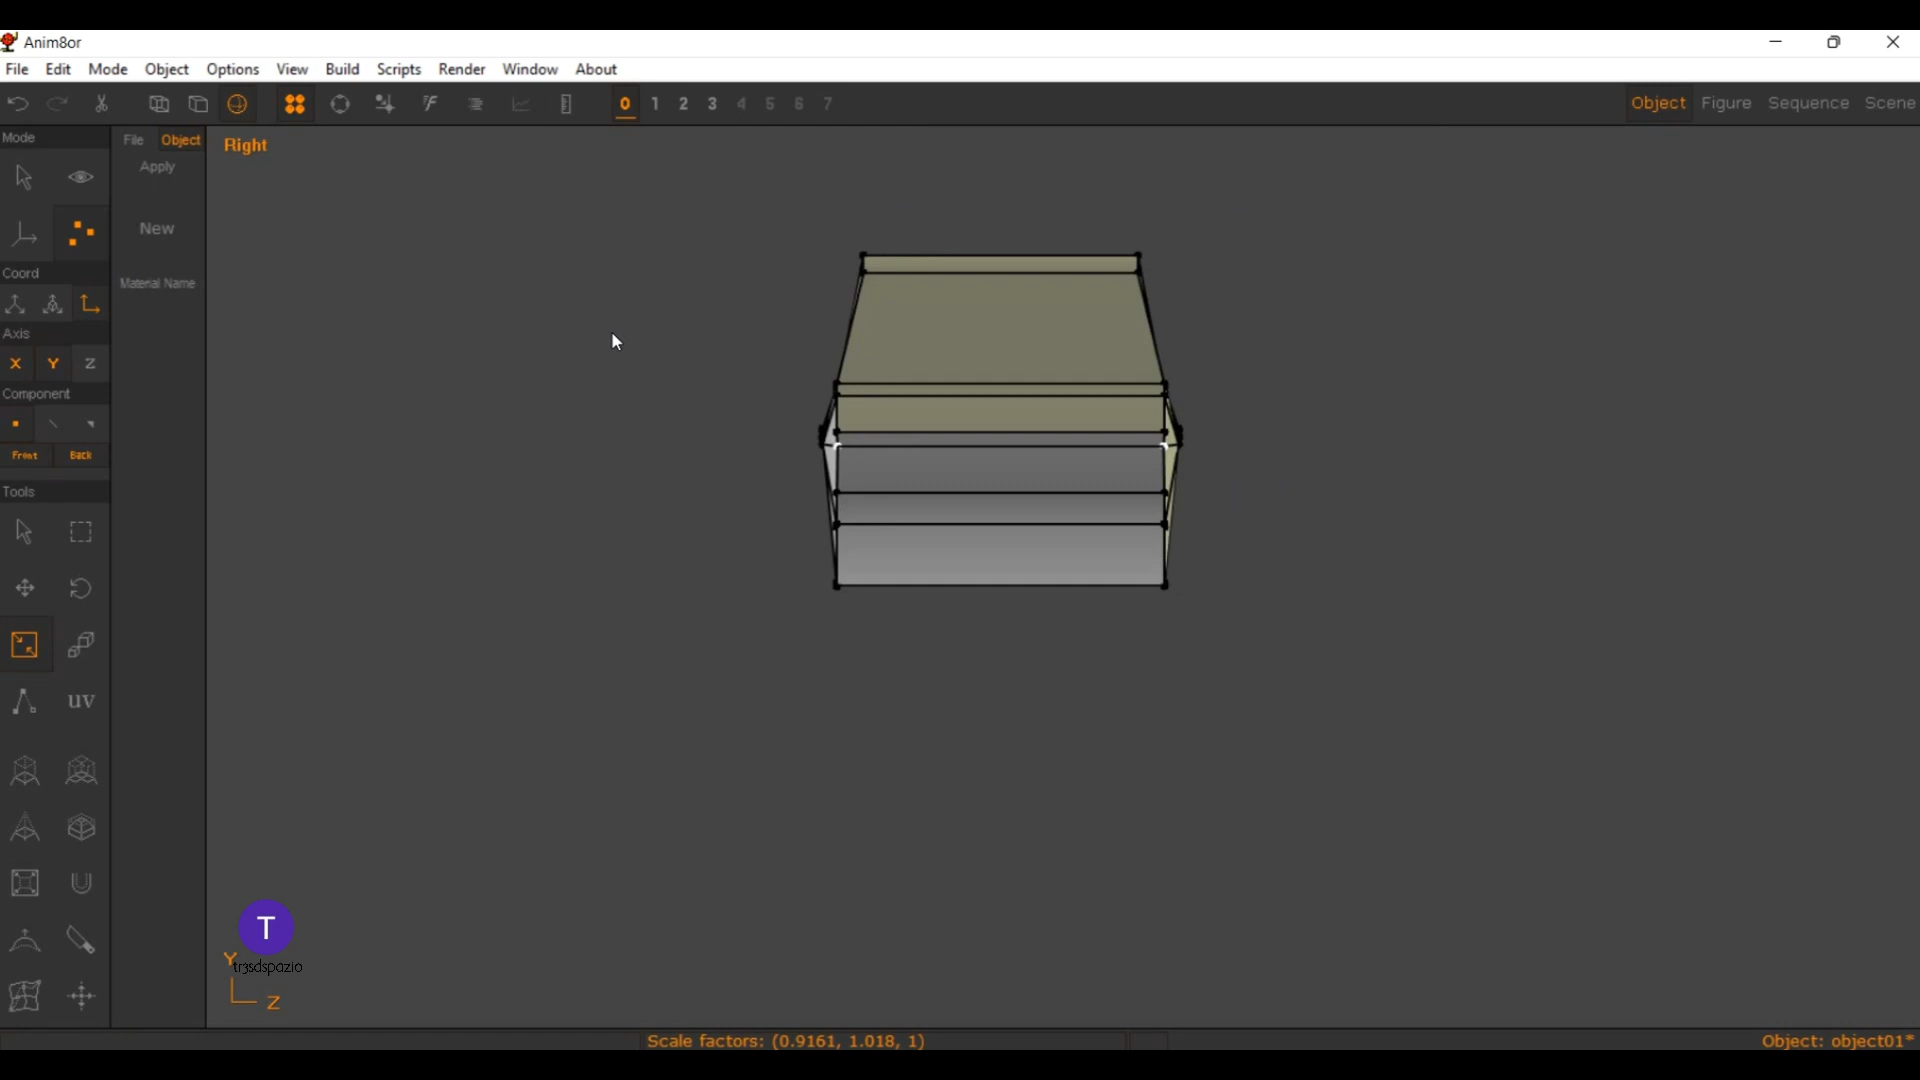 Anim8or
File Edit Mode Object Options View Build Scripts Render Window About
0 1 2 3 4 5 6 7
Object Figure Sequence Scene
Mode
File Object
Right
Apply
New
Coord
Material Name
Axis
X Y Z
Component
Front Back
Tools
UV
T
Y
tr3sdspazio
Z
Scale factors: (0.9161, 1.018, 1)
Object: object01*